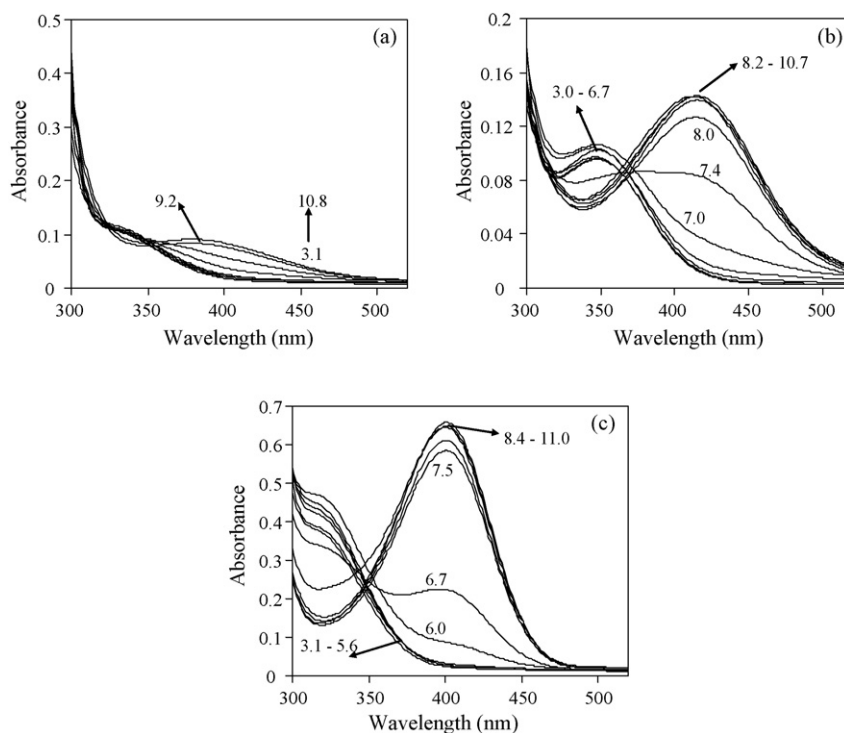 (a)
Absorbance
0.5
0.4
0.3
0.2
0.1
0
9.2
10.8
3.1
300 350 400 450 500
Wavelength (nm)
(b)
Absorbance
0.2
0.16
0.12
0.08
0.04
0
3.0 - 6.7
8.2 - 10.7
8.0
7.4
7.0
300 350 400 450 500
Wavelength (nm)
(c)
Absorbance
0.7
0.6
0.5
0.4
0.3
0.2
0.1
0
8.4 - 11.0
7.5
6.7
6.0
3.1 - 5.6
300 350 400 450 500
Wavelength (nm)